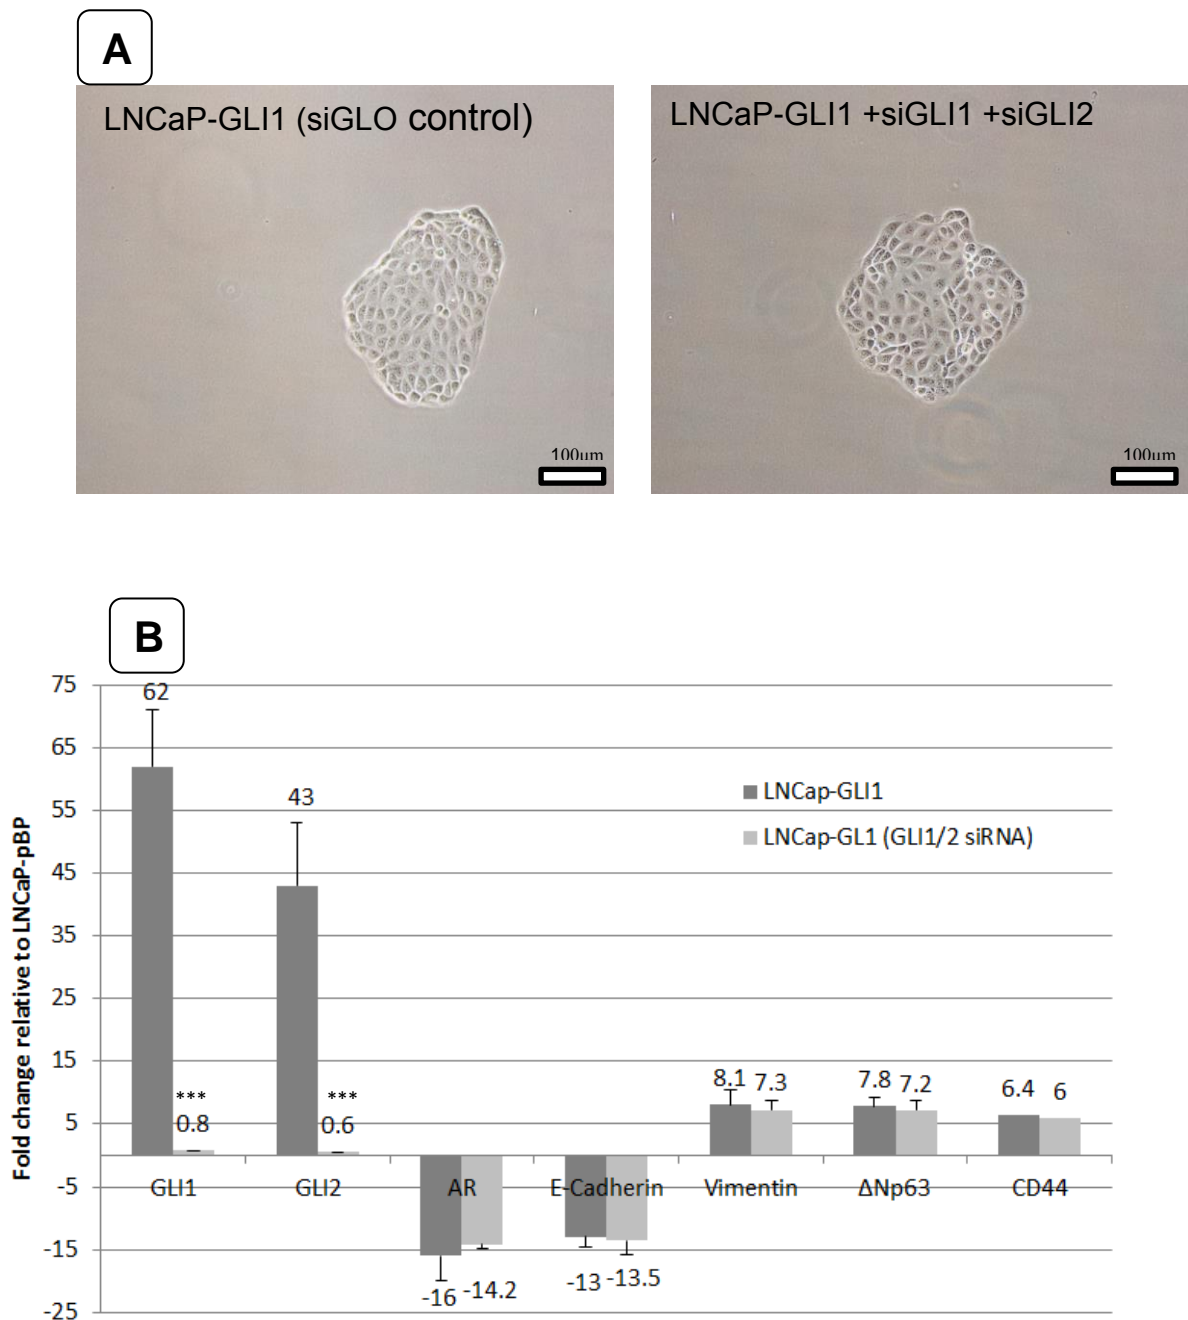 A
LNCaP-GLI1 (siGLO control)
LNCaP-GLI1 +siGLI1 +siGLI2
100um
100um
B
Fold change relative to LNCaP-pBP
75
65
55
45
35
25
15
5
-5
-15
-25
62
43
LNCap-GLI1
LNCap-GL1 (GLI1/2 siRNA)
*** ***
0.8 0.6
8.1 7.3 7.8 7.2 6.4 6
GLI1 GLI2 AR E-Cadherin Vimentin ΔNp63 CD44
-16 -14.2 -13 -13.5